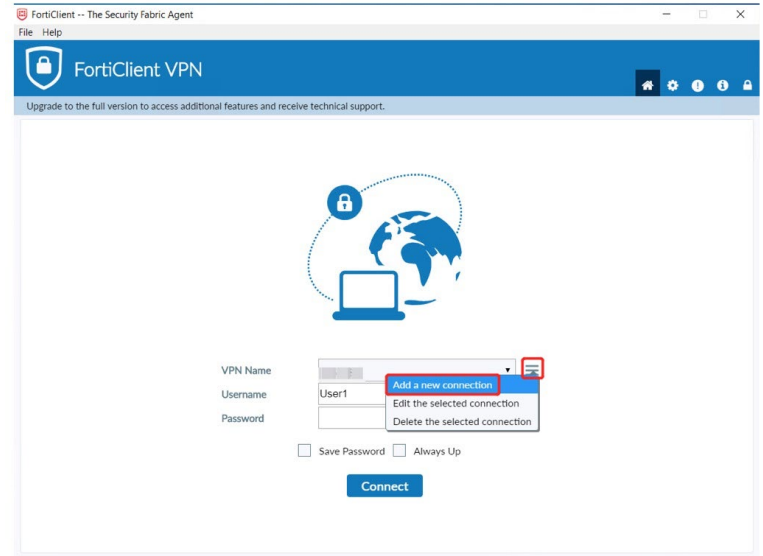 FortiClient -- The Security Fabric Agent
File Help
FortiClient VPN
Upgrade to the full version to access additional features and receive technical support.
VPN Name
Add a new connection
Username User1
Edit the selected connection
Password
Delete the selected connection
Save Password Always Up
Connect